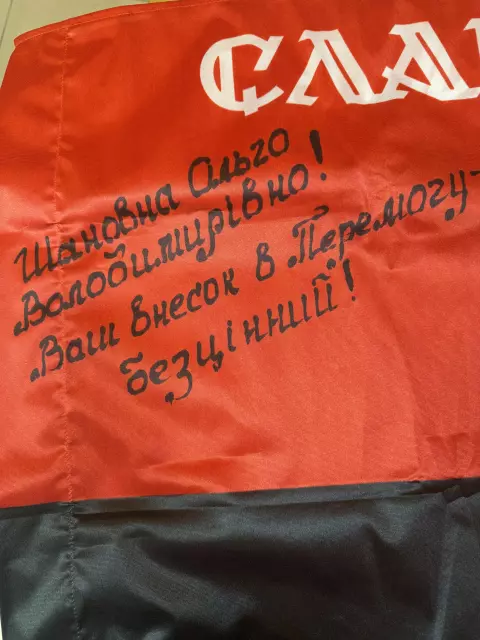 СЛА
Шановна Ольго
Володимирівно!
Ваш внесок в Перемогу -
безцінний!